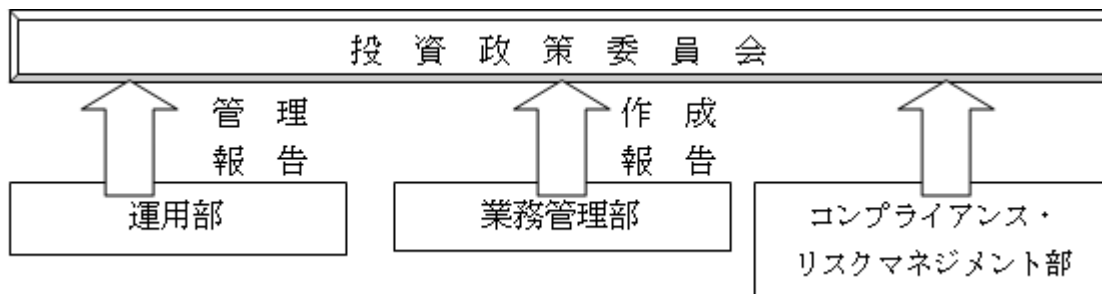 投資政策委員会
管理
報告
作成
報告
運用部
業務管理部
コンプライアンス・
リスクマネジメント部